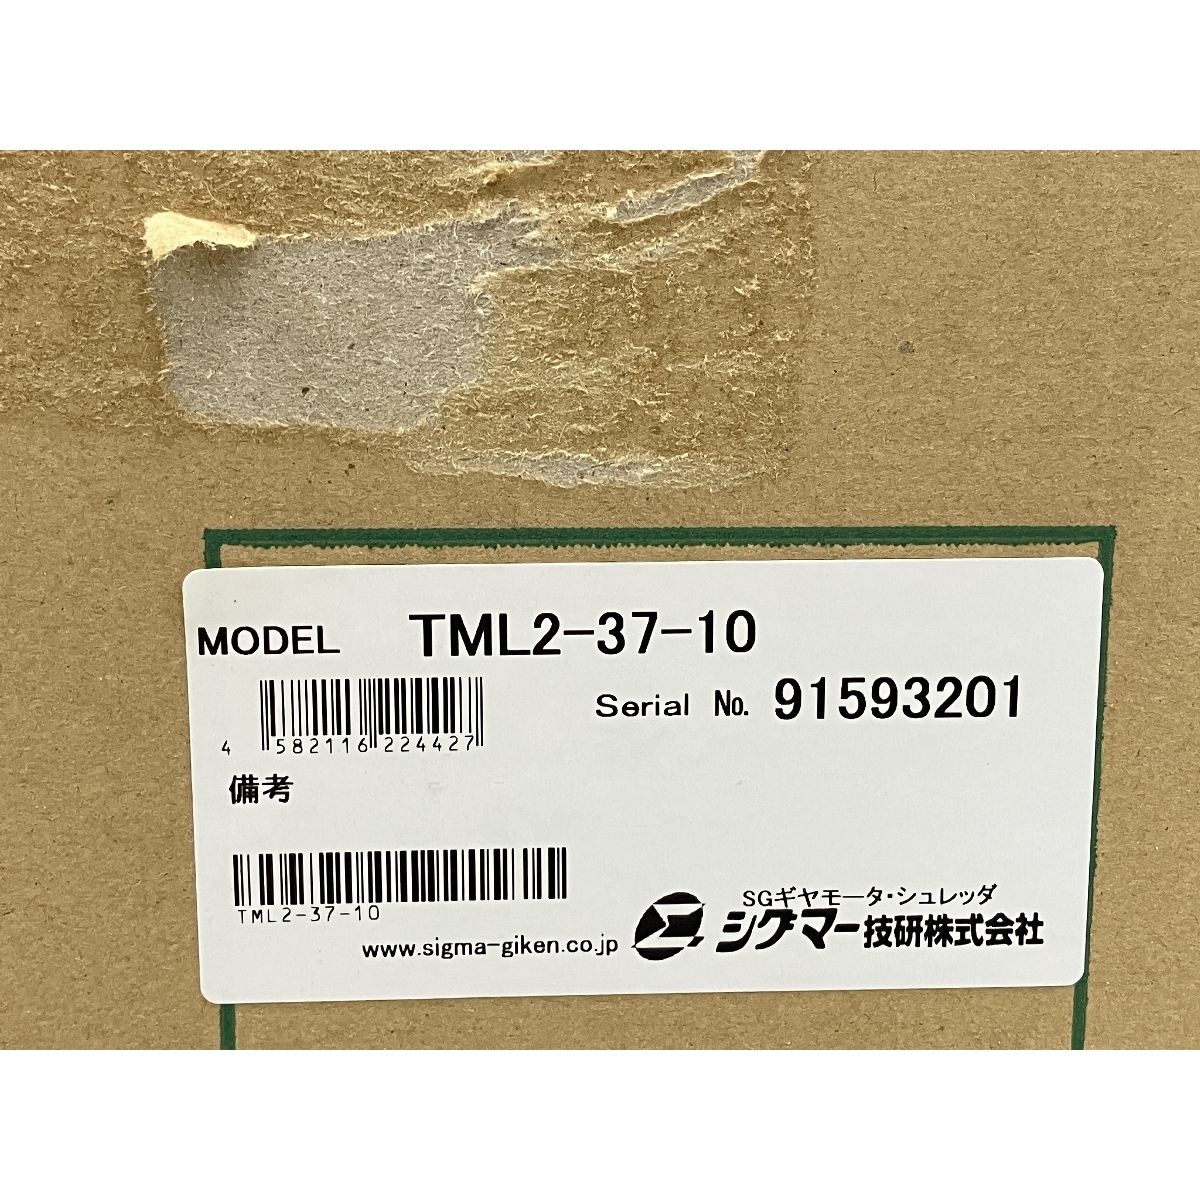 MODEL TML2-37-10
Serial No. 91593201
4 582116 224427
備考
TML2-37-10
SGギヤモータ・シュレッダ
www.sigma-giken.co.jp シグマー技研株式会社